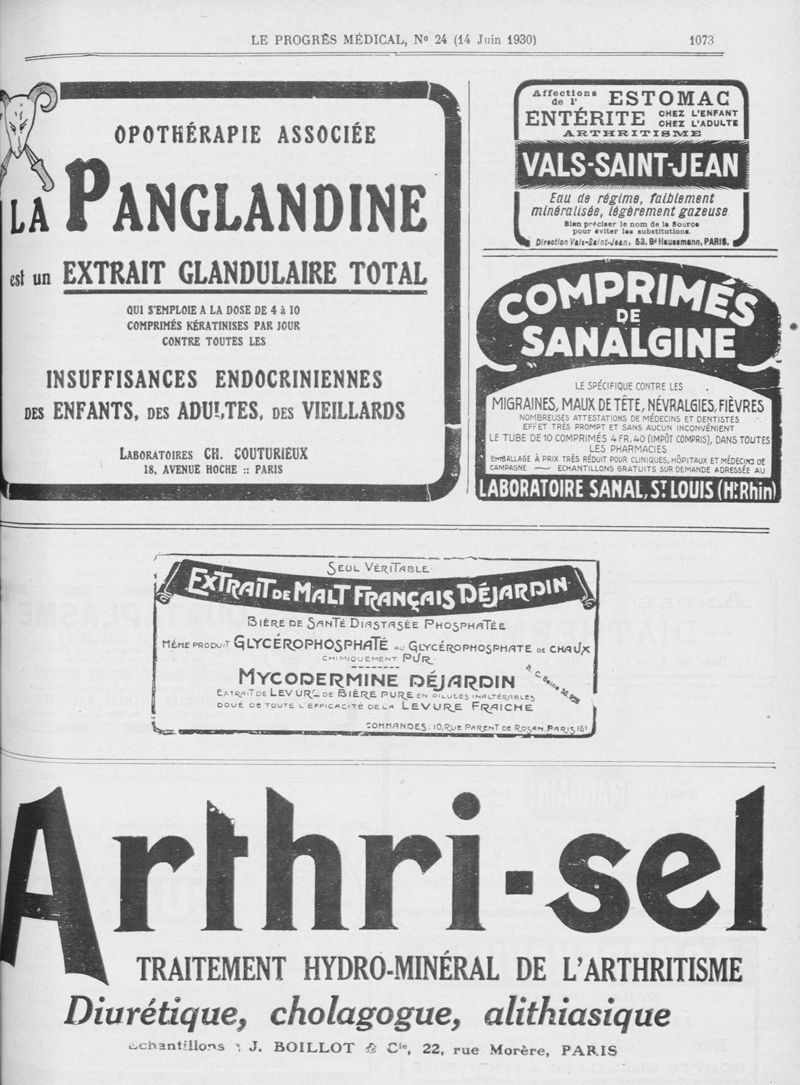 LE PROGRÈS MÉDICAL, No 24 (14 Juin 1930)
1073
OPOTHÉRAPIE ASSOCIÉE
LA PANGLANDINE
est un EXTRAIT GLANDULAIRE TOTAL
QUI S'EMPLOIE A LA DOSE DE 4 à 10
COMPRIMÉS KÉRATINISES PAR JOUR
CONTRE TOUTES LES
INSUFFISANCES ENDOCRINIENNES
DES ENFANTS, DES ADULTES, DES VIEILLARDS
LABORATOIRES CH. COUTURIEUX
18, AVENUE HOCHE :: PARIS
Affections de l' ESTOMAC
ENTÉRITE CHEZ L'ENFANT CHEZ L'ADULTE
ARTHRITISME
VALS-SAINT-JEAN
Eau de régime, faiblement
minéralisée, légèrement gazeuse
Bien préciser le nom de la Source
pour éviter les substitutions.
Direction Vals-Saint-Jean, 53, Bd Haussmann, PARIS.
COMPRIMÉS
DE
SANALGINE
LE SPÉCIFIQUE CONTRE LES
MIGRAINES, MAUX DE TÊTE, NÉVRALGIES, FIÈVRES
NOMBREUSES ATTESTATIONS DE MÉDECINS ET DENTISTES
EFFET TRÈS PROMPT ET SANS AUCUN INCONVÉNIENT
LE TUBE DE 10 COMPRIMÉS 4 FR. 40 (IMPÔT COMPRIS), DANS TOUTES
LES PHARMACIES
EMBALLAGE À PRIX TRÈS RÉDUIT POUR CLINIQUES, HÔPITAUX ET MÉDECINS DE
CAMPAGNE — ECHANTILLONS GRATUITS SUR DEMANDE ADRESSÉE AU
LABORATOIRE SANAL, ST LOUIS (Ht Rhin)
SEUL VÉRITABLE
EXTRAIT DE MALT FRANÇAIS DÉJARDIN
BIÈRE DE SANTÉ DIASTASÉE PHOSPHATÉE
MÊME PRODUIT GLYCÉROPHOSPHATÉ AU GLYCÉROPHOSPHATE DE CHAUX
CHIMIQUEMENT PUR
MYCODERMINE DÉJARDIN
R. C. Seine
EXTRAIT DE LEVURE DE BIÈRE PURE EN PILULES INALTÉRABLES
DOUÉ DE TOUTE L'EFFICACITÉ DE LA LEVURE FRAICHE
COMMANDES : 10, RUE PARENT DE ROSAN, PARIS 16e
Arthri-sel
TRAITEMENT HYDRO-MINÉRAL DE L'ARTHRITISME
Diurétique, cholagogue, alithiasique
échantillons : J. BOILLOT & Cie, 22, rue Morère, PARIS